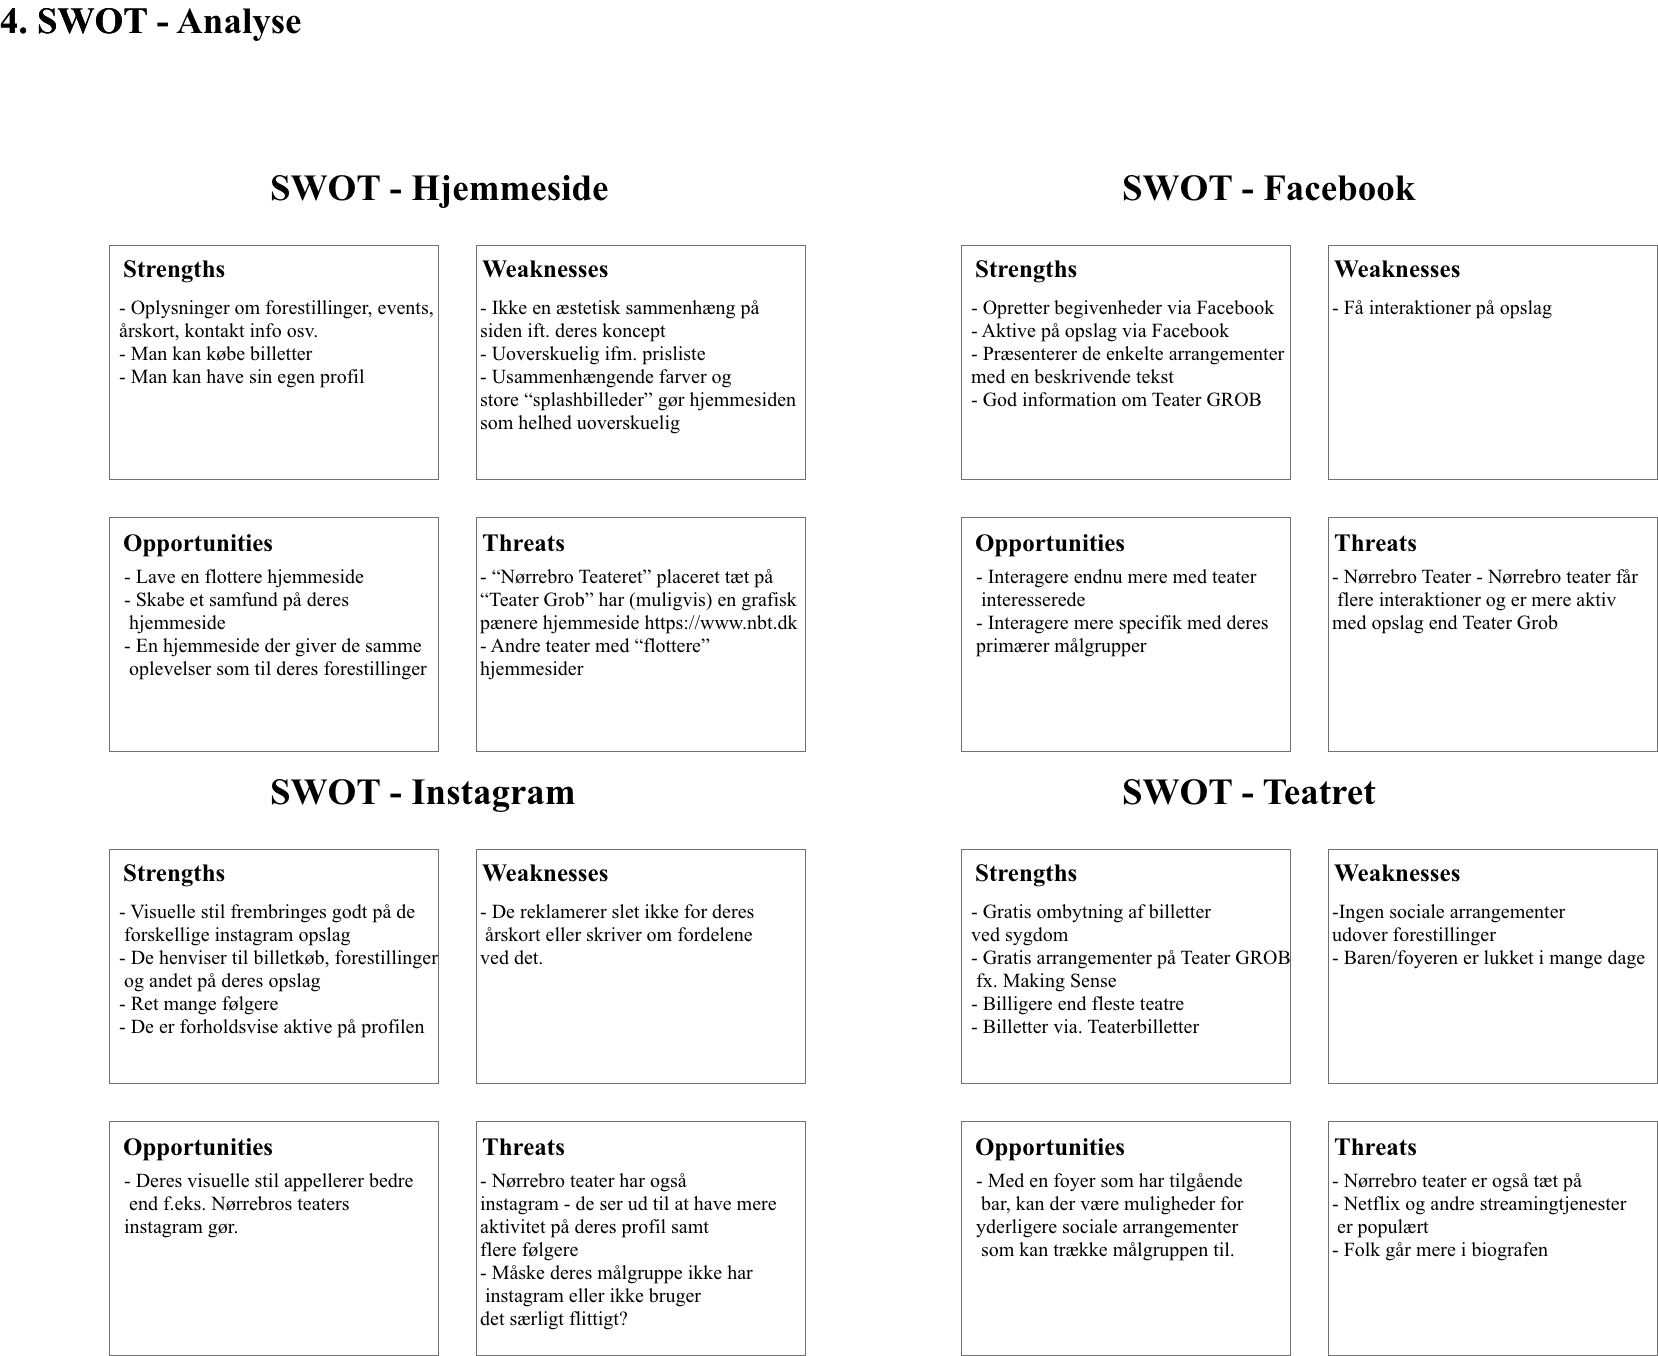 4. SWOT - Analyse
SWOT - Hjemmeside
Strengths
- Oplysninger om forestillinger, events,
årskort, kontakt info osv.
- Man kan købe billetter
- Man kan have sin egen profil
Weaknesses
- Ikke en æstetisk sammenhæng på
siden ift. deres koncept
- Uoverskuelig ifm. prisliste
- Usammenhængende farver og
store “splashbilleder” gør hjemmesiden
som helhed uoverskuelig
Opportunities
- Lave en flottere hjemmeside
- Skabe et samfund på deres
hjemmeside
- En hjemmeside der giver de samme
oplevelser som til deres forestillinger
Threats
- “Nørrebro Teateret” placeret tæt på
“Teater Grob” har (muligvis) en grafisk
pænere hjemmeside https://www.nbt.dk
- Andre teater med “flottere”
hjemmesider
SWOT - Facebook
Strengths
- Opretter begivenheder via Facebook
- Aktive på opslag via Facebook
- Præsenterer de enkelte arrangementer
med en beskrivende tekst
- God information om Teater GROB
Weaknesses
- Få interaktioner på opslag
Opportunities
- Interagere endnu mere med teater
interesserede
- Interagere mere specifik med deres
primærer målgrupper
Threats
- Nørrebro Teater - Nørrebro teater får
flere interaktioner og er mere aktiv
med opslag end Teater Grob
SWOT - Instagram
Strengths
- Visuelle stil frembringes godt på de
forskellige instagram opslag
- De henviser til billetkøb, forestillinger
og andet på deres opslag
- Ret mange følgere
- De er forholdsvise aktive på profilen
Weaknesses
- De reklamerer slet ikke for deres
årskort eller skriver om fordelene
ved det.
Opportunities
- Deres visuelle stil appellerer bedre
end f.eks. Nørrebros teaters
instagram gør.
Threats
- Nørrebro teater har også
instagram - de ser ud til at have mere
aktivitet på deres profil samt
flere følgere
- Måske deres målgruppe ikke har
instagram eller ikke bruger
det særligt flittigt?
SWOT - Teatret
Strengths
- Gratis ombytning af billetter
ved sygdom
- Gratis arrangementer på Teater GROB
fx. Making Sense
- Billigere end fleste teatre
- Billetter via. Teaterbilletter
Weaknesses
-Ingen sociale arrangementer
udover forestillinger
- Baren/foyeren er lukket i mange dage
Opportunities
- Med en foyer som har tilgående
bar, kan der være muligheder for
yderligere sociale arrangementer
som kan trække målgruppen til.
Threats
- Nørrebro teater er også tæt på
- Netflix og andre streamingtjenester
er populært
- Folk går mere i biografen